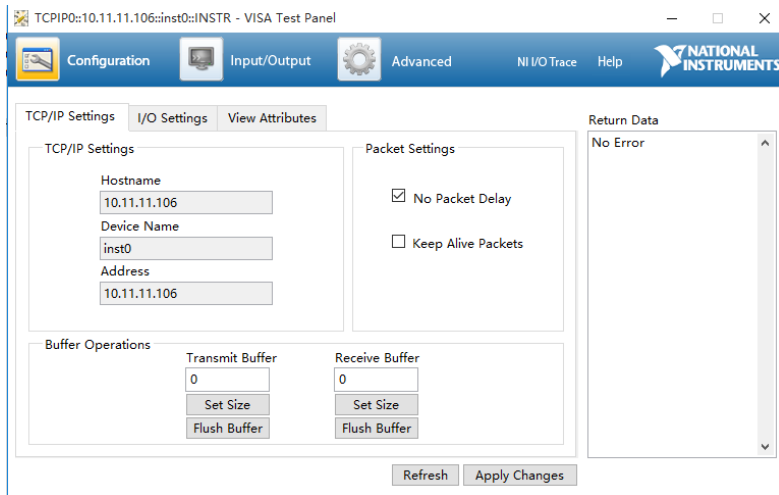 TCPIP0::10.11.11.106::inst0::INSTR - VISA Test Panel
Configuration
Input/Output
Advanced
NI I/O Trace
Help
NATIONAL
INSTRUMENTS
TCP/IP Settings
I/O Settings
View Attributes
TCP/IP Settings
Hostname
10.11.11.106
Device Name
inst0
Address
10.11.11.106
Packet Settings
No Packet Delay
Keep Alive Packets
Buffer Operations
Transmit Buffer
0
Set Size
Flush Buffer
Receive Buffer
0
Set Size
Flush Buffer
Refresh
Apply Changes
Return Data
No Error